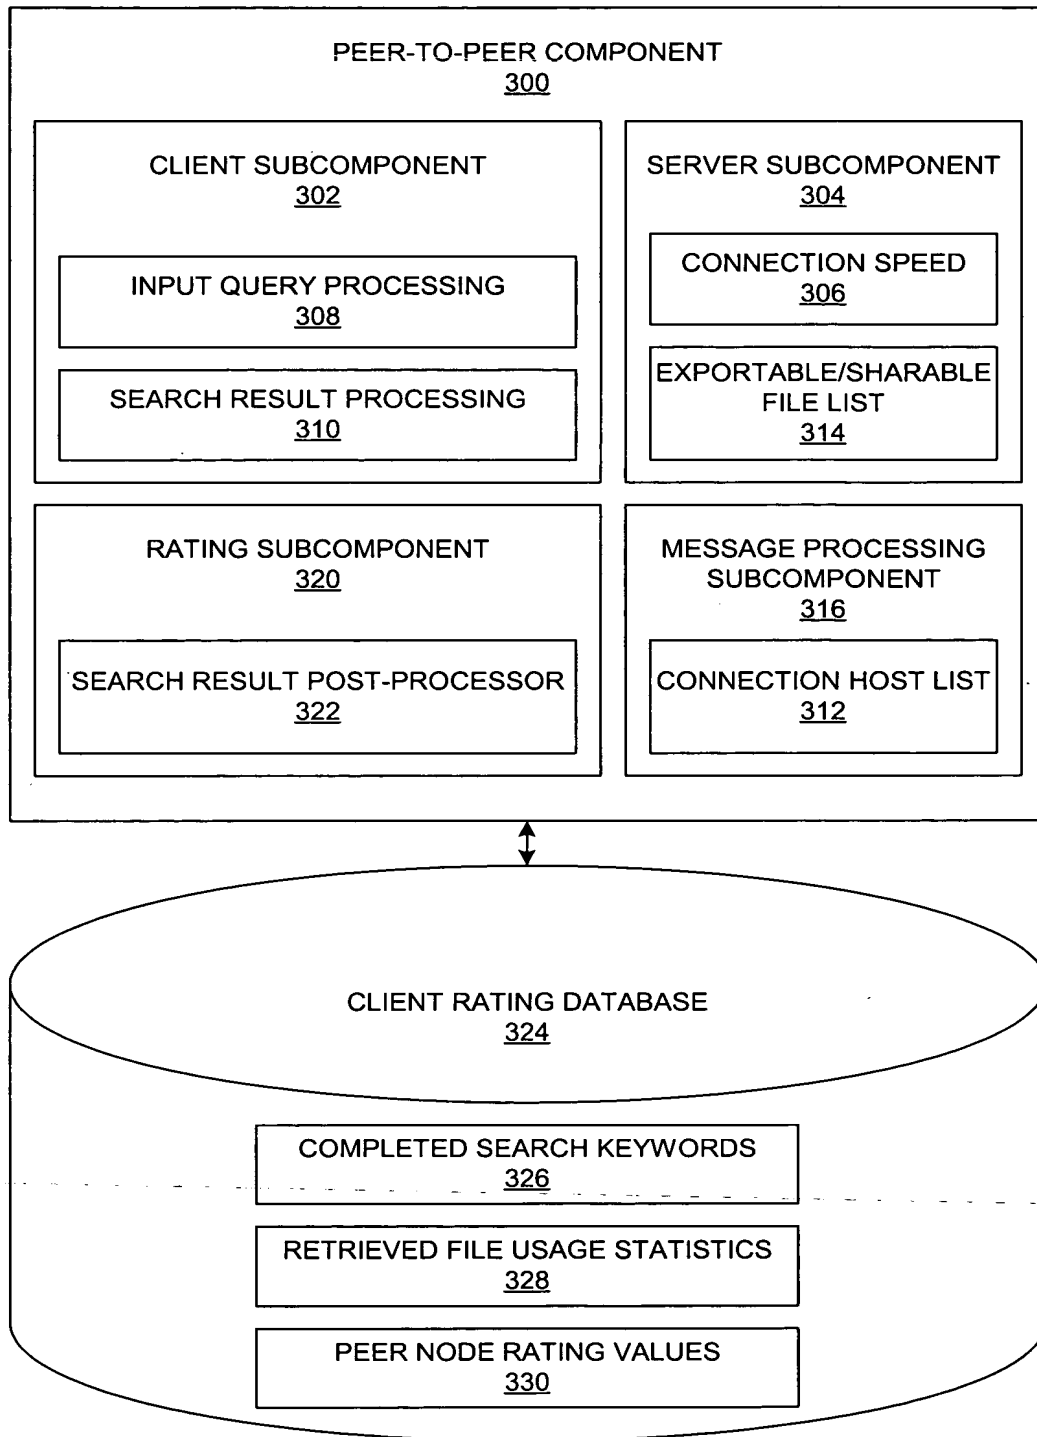 PEER-TO-PEER COMPONENT
300
CLIENT SUBCOMPONENT
302
INPUT QUERY PROCESSING
308
SEARCH RESULT PROCESSING
310
SERVER SUBCOMPONENT
304
CONNECTION SPEED
306
EXPORTABLE/SHARABLE
FILE LIST
314
RATING SUBCOMPONENT
320
SEARCH RESULT POST-PROCESSOR
322
MESSAGE PROCESSING
SUBCOMPONENT
316
CONNECTION HOST LIST
312
CLIENT RATING DATABASE
324
COMPLETED SEARCH KEYWORDS
326
RETRIEVED FILE USAGE STATISTICS
328
PEER NODE RATING VALUES
330